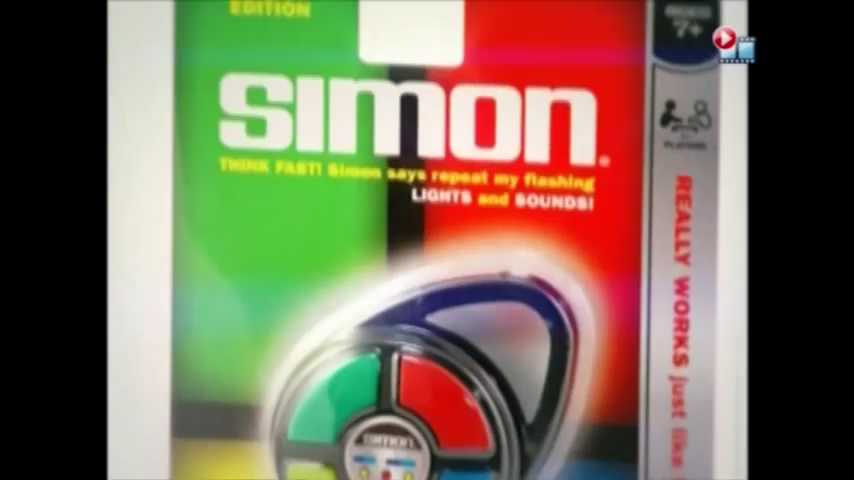 EDITION
SIMON
THINK FAST! Simon says repeat my flashing
LIGHTS and SOUNDS!
7+
PLAYERS
REALLY WORKS just like
SIMON